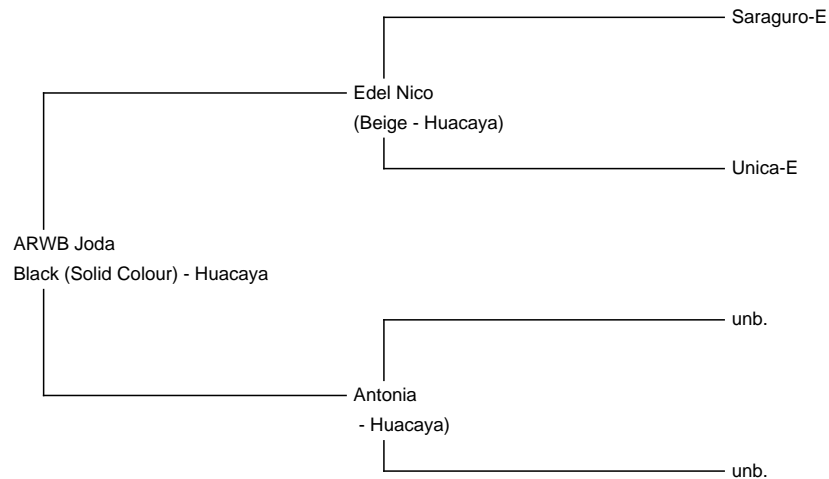 Saraguro-E
Edel Nico
(Beige - Huacaya)
Unica-E
ARWB Joda
Black (Solid Colour) - Huacaya
unb.
Antonia
- Huacaya)
unb.